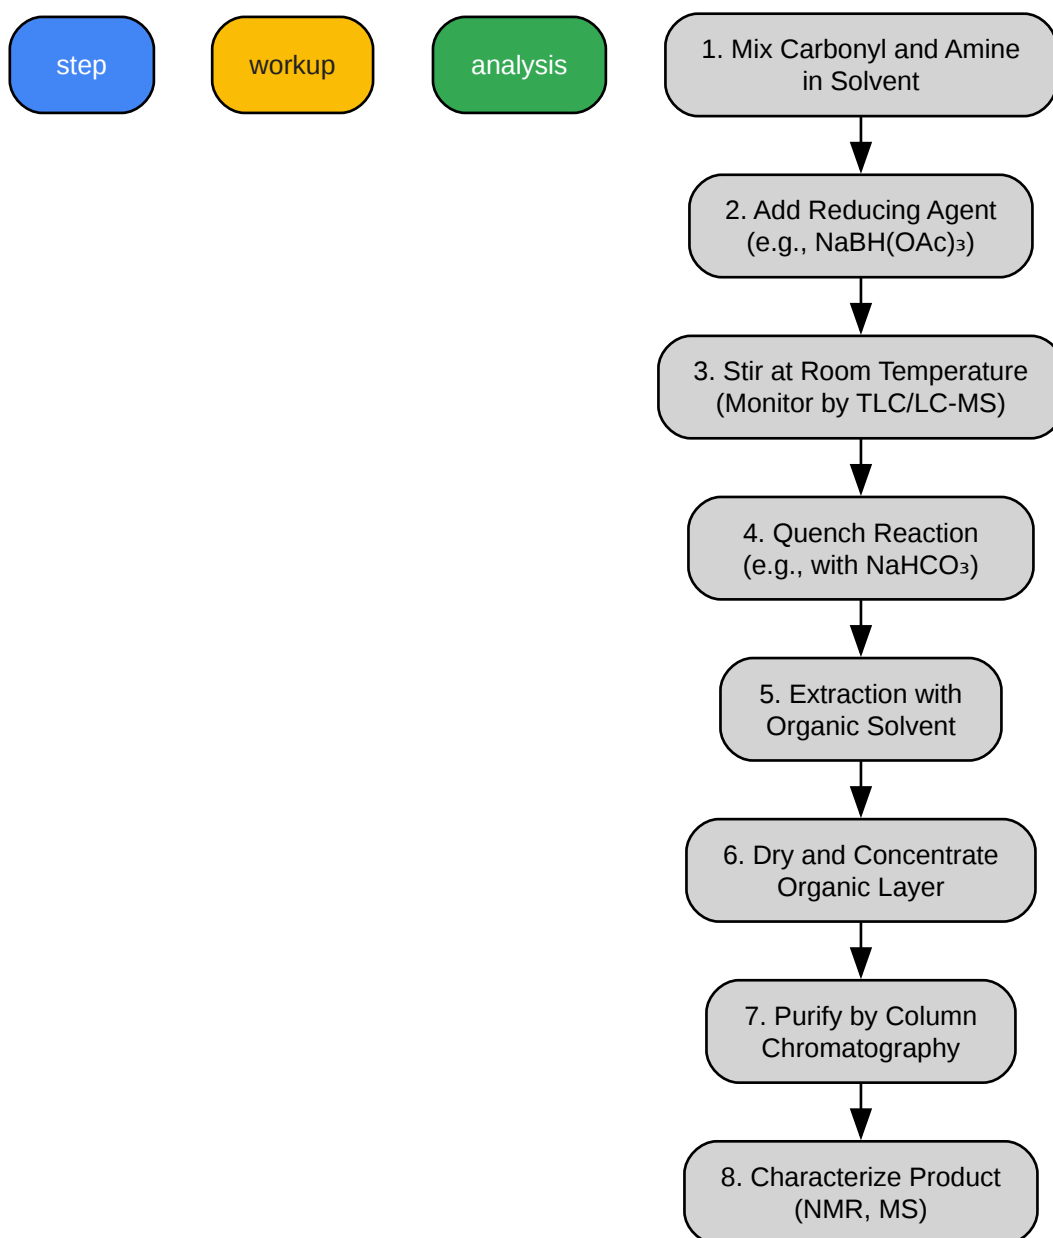 step
workup
analysis
1. Mix Carbonyl and Amine
in Solvent
2. Add Reducing Agent
(e.g., NaBH(OAc)₃)
3. Stir at Room Temperature
(Monitor by TLC/LC-MS)
4. Quench Reaction
(e.g., with NaHCO₃)
5. Extraction with
Organic Solvent
6. Dry and Concentrate
Organic Layer
7. Purify by Column
Chromatography
8. Characterize Product
(NMR, MS)